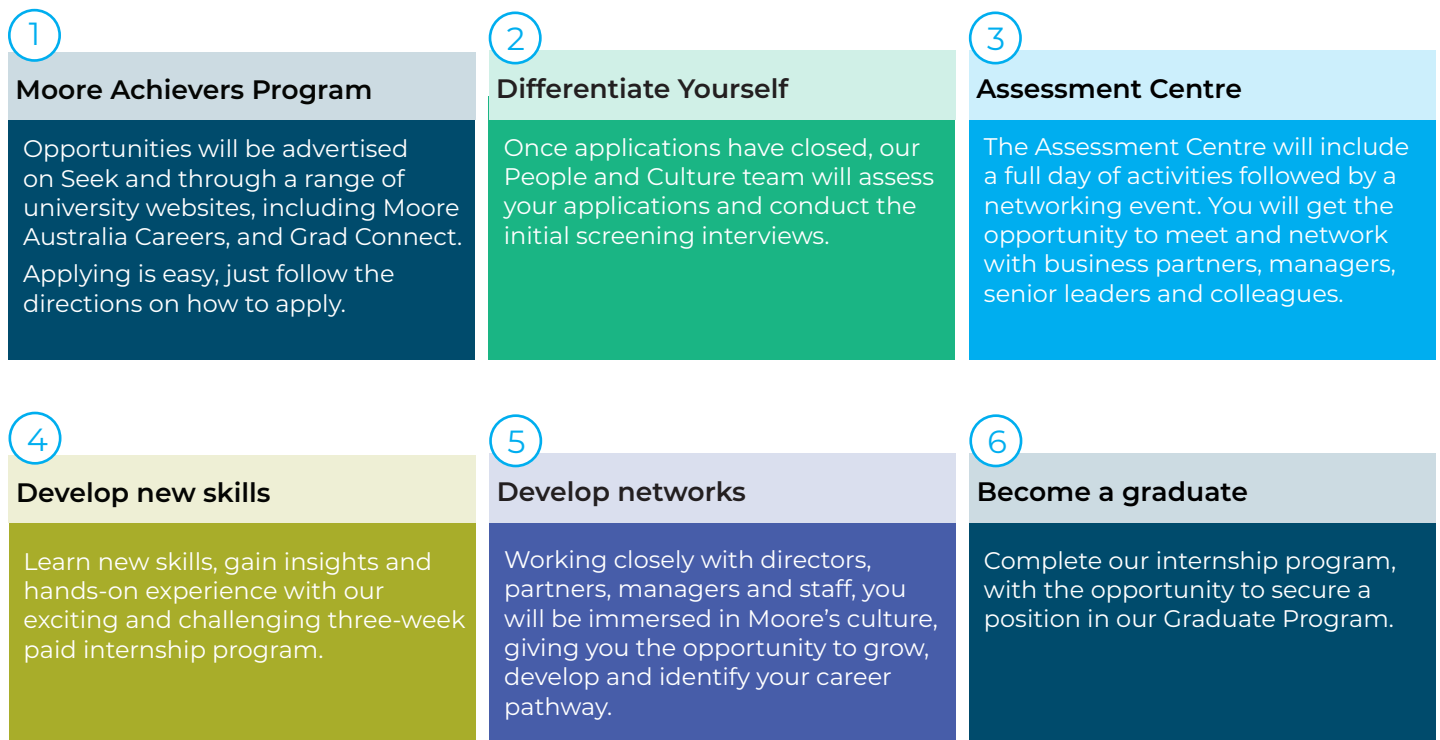 1
Moore Achievers Program
Opportunities will be advertised
on Seek and through a range of
university websites, including Moore
Australia Careers, and Grad Connect.
Applying is easy, just follow the
directions on how to apply.
2
Differentiate Yourself
Once applications have closed, our
People and Culture team will assess
your applications and conduct the
initial screening interviews.
3
Assessment Centre
The Assessment Centre will include
a full day of activities followed by a
networking event. You will get the
opportunity to meet and network
with business partners, managers,
senior leaders and colleagues.
4
Develop new skills
Learn new skills, gain insights and
hands-on experience with our
exciting and challenging three-week
paid internship program.
5
Develop networks
Working closely with directors,
partners, managers and staff, you
will be immersed in Moore's culture,
giving you the opportunity to grow,
develop and identify your career
pathway.
6
Become a graduate
Complete our internship program,
with the opportunity to secure a
position in our Graduate Program.